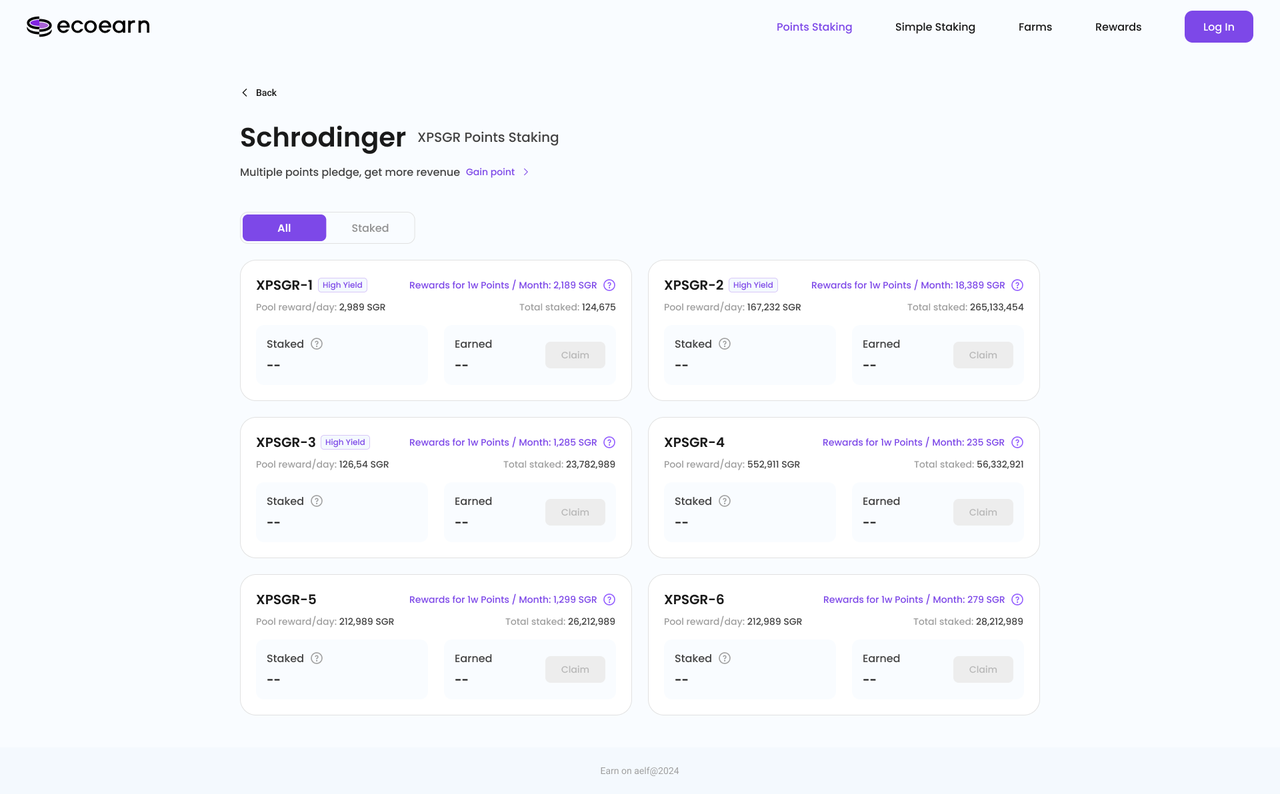 ecoearn
Points Staking Simple Staking Farms Rewards Log In
Back
Schrodinger XPSGR Points Staking
Multiple points pledge, get more revenue Gain point
All Staked
XPSGR-1 High Yield Rewards for 1w Points / Month: 2,189 SGR ?
Pool reward/day: 2,989 SGR Total staked: 124,675
Staked ? Earned Claim
-- --
XPSGR-2 High Yield Rewards for 1w Points / Month: 18,389 SGR ?
Pool reward/day: 167,232 SGR Total staked: 265,133,454
Staked ? Earned Claim
-- --
XPSGR-3 High Yield Rewards for 1w Points / Month: 1,285 SGR ?
Pool reward/day: 126,54 SGR Total staked: 23,782,989
Staked ? Earned Claim
-- --
XPSGR-4 Rewards for 1w Points / Month: 235 SGR ?
Pool reward/day: 552,911 SGR Total staked: 56,332,921
Staked ? Earned Claim
-- --
XPSGR-5 Rewards for 1w Points / Month: 1,299 SGR ?
Pool reward/day: 212,989 SGR Total staked: 26,212,989
Staked ? Earned Claim
-- --
XPSGR-6 Rewards for 1w Points / Month: 279 SGR ?
Pool reward/day: 212,989 SGR Total staked: 28,212,989
Staked ? Earned Claim
-- --
Earn on aelf@2024